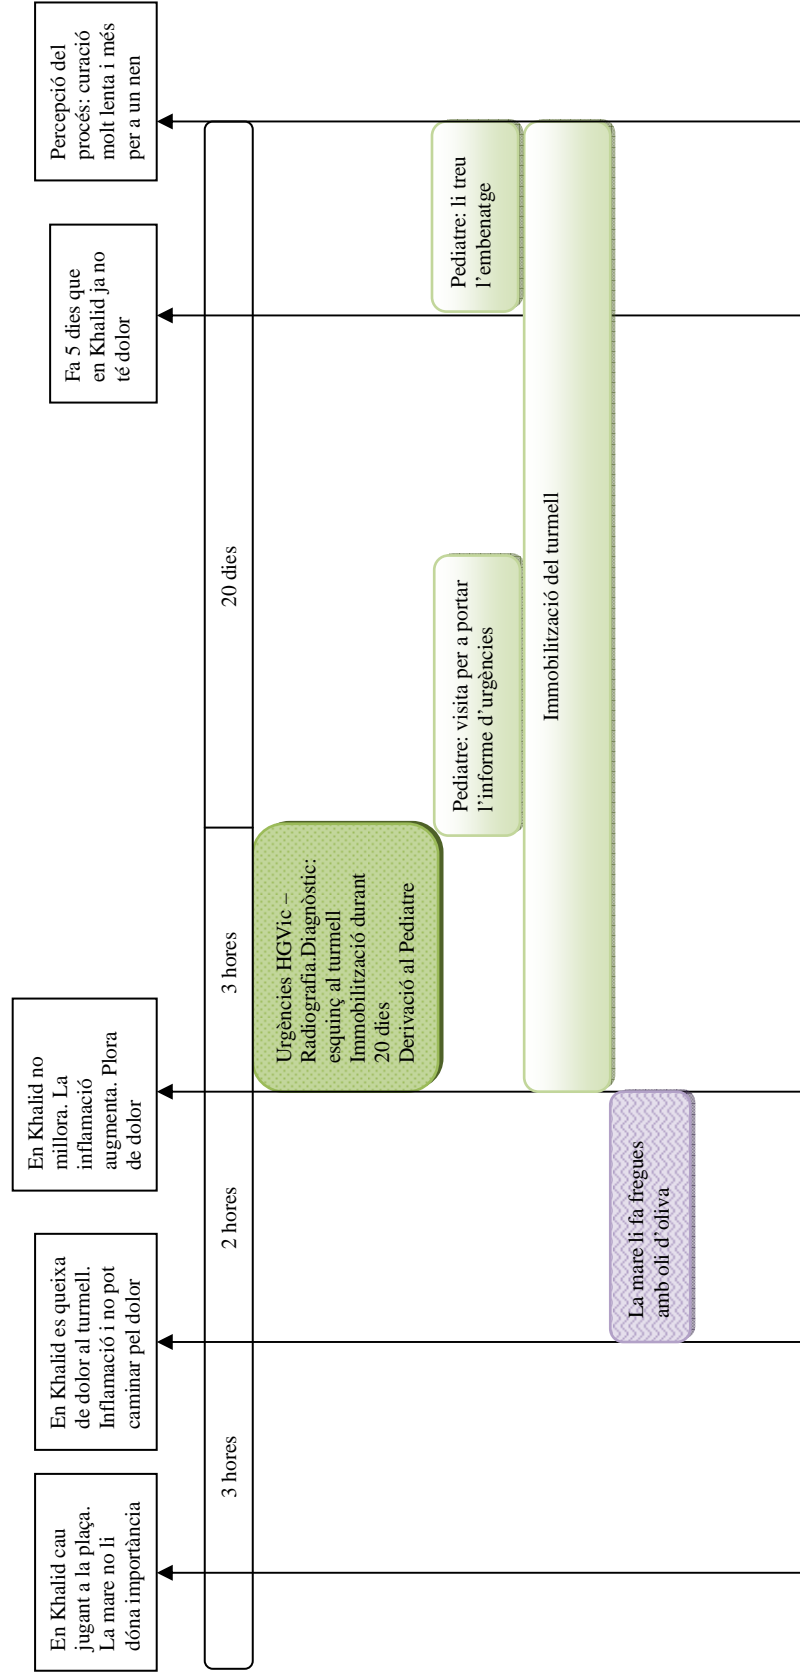 En Khalid cau
jugant a la plaça.
La mare no li
dóna importància
En Khalid es queixa
de dolor al turmell.
Inflamació i no pot
caminar pel dolor
En Khalid no
millora. La
inflamació
augmenta. Plora
de dolor
Fa 5 dies que
en Khalid ja no
té dolor
Percepció del
procés: curació
molt lenta i més
per a un nen
3 hores
2 hores
3 hores
20 dies
Urgències HGVic –
Radiografia.Diagnòstic:
esquinç al turmell
Immobilització durant
20 dies
Derivació al Pediatre
Pediatre: visita per a portar
l’informe d’urgències
Pediatre: li treu
l’embenatge
Immobilització del turmell
La mare li fa fregues
amb oli d’oliva